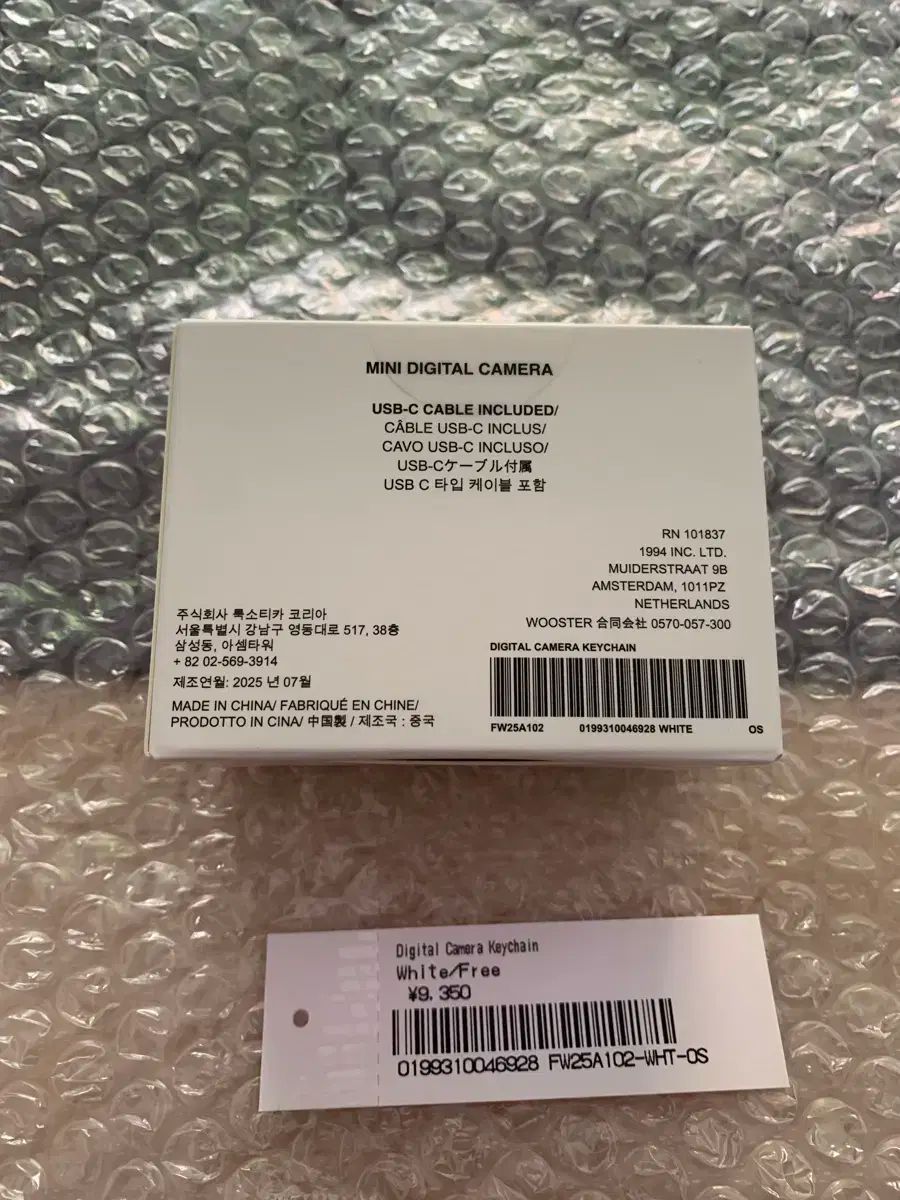 MINI DIGITAL CAMERA
USB-C CABLE INCLUDED/
CÂBLE USB-C INCLUS/
CAVO USB-C INCLUSO/
USB-Cケーブル付属
USB C 타입 케이블 포함
RN 101837
1994 INC. LTD.
MUIDERSTRAAT 9B
AMSTERDAM, 1011PZ
NETHERLANDS
WOOSTER 合同会社 0570-057-300
주식회사 룩소티카 코리아
서울특별시 강남구 영동대로 517, 38층
삼성동, 아셈타워
+ 82 02-569-3914
제조연월: 2025 년 07월
MADE IN CHINA/ FABRIQUÉ EN CHINE/
PRODOTTO IN CINA/ 中国製 / 제조국 : 중국
DIGITAL CAMERA KEYCHAIN
FW25A102 0199310046928 WHITE OS
Digital Camera Keychain
White/Free
¥9,350
0199310046928 FW25A102-WHT-OS